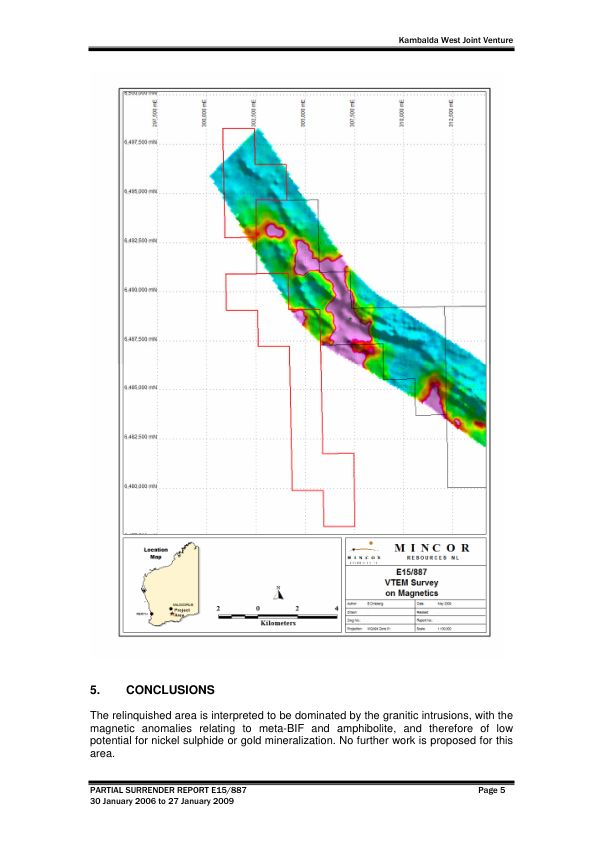 Kambalda West Joint Venture
297,500 mE
300,000 mE
302,500 mE
305,000 mE
307,500 mE
310,000 mE
312,500 mE
6,500,000 mN
6,497,500 mN
6,495,000 mN
6,492,500 mN
6,490,000 mN
6,487,500 mN
6,485,000 mN
6,482,500 mN
6,480,000 mN
Location
Map
KALGOORLIE
Project
Area
PERTH
N
2 0 2 4
Kilometers
MINCOR
MINCOR
RESOURCES NL
E15/887
VTEM Survey
on Magnetics
Author:
Date: May 2008
Drawn:
Revised:
Dwg No.:
Report No.:
Projection: MGA94 Zone 51
Scale: 1:100,000
5. CONCLUSIONS
The relinquished area is interpreted to be dominated by the granitic intrusions, with the
magnetic anomalies relating to meta-BIF and amphibolite, and therefore of low
potential for nickel sulphide or gold mineralization. No further work is proposed for this
area.
PARTIAL SURRENDER REPORT E15/887 Page 5
30 January 2006 to 27 January 2009